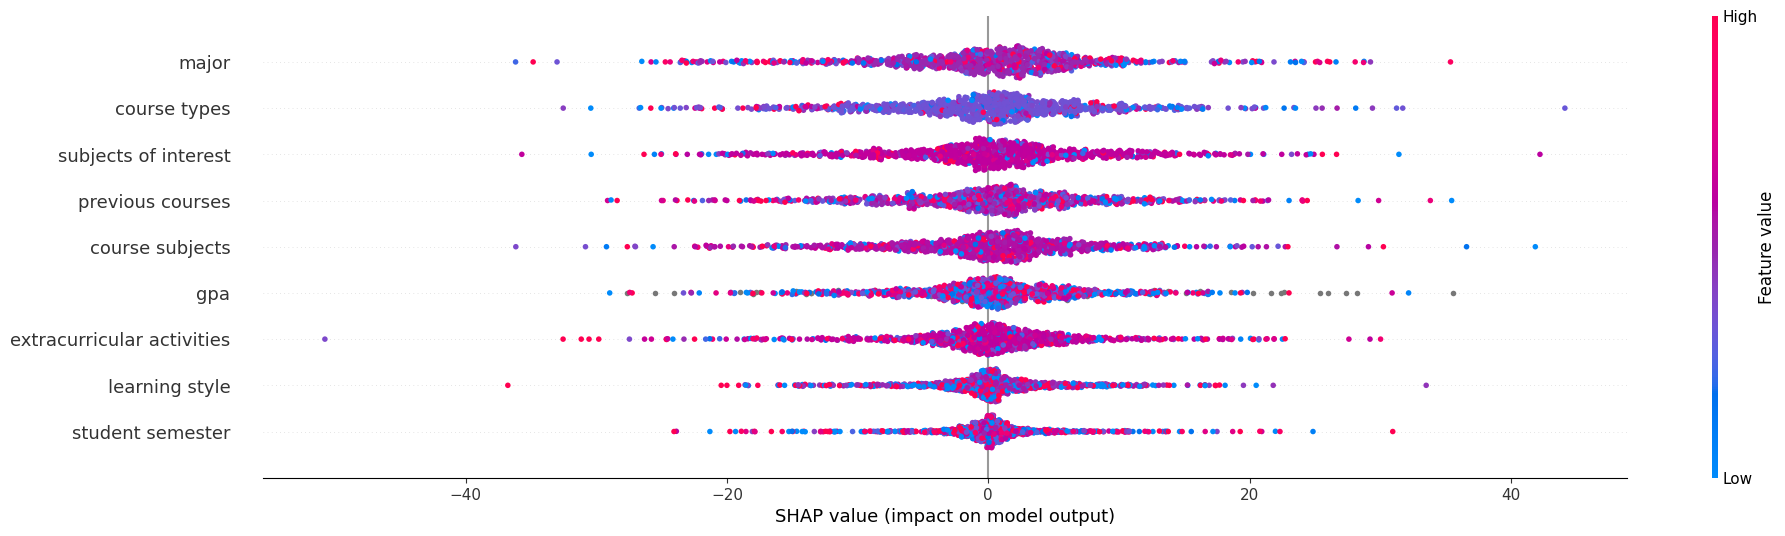 High
major
course types
subjects of interest
previous courses
course subjects
gpa
extracurricular activities
learning style
student semester
Feature value
Low
−40
−20
0
20
40
SHAP value (impact on model output)